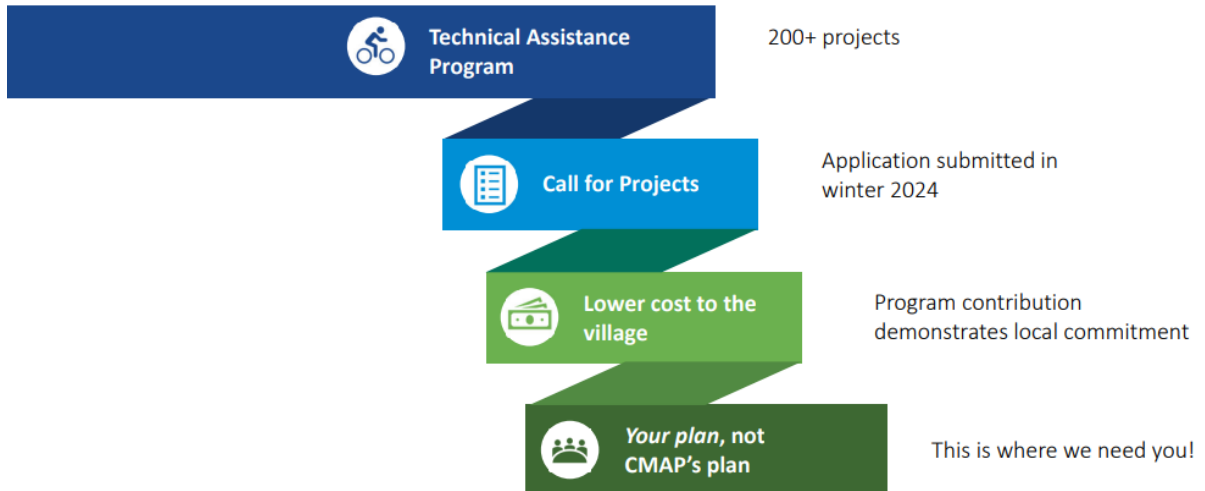 Technical Assistance
Program
200+ projects
Call for Projects
Application submitted in
winter 2024
Lower cost to the
village
Program contribution
demonstrates local commitment
Your plan, not
CMAP’s plan
This is where we need you!